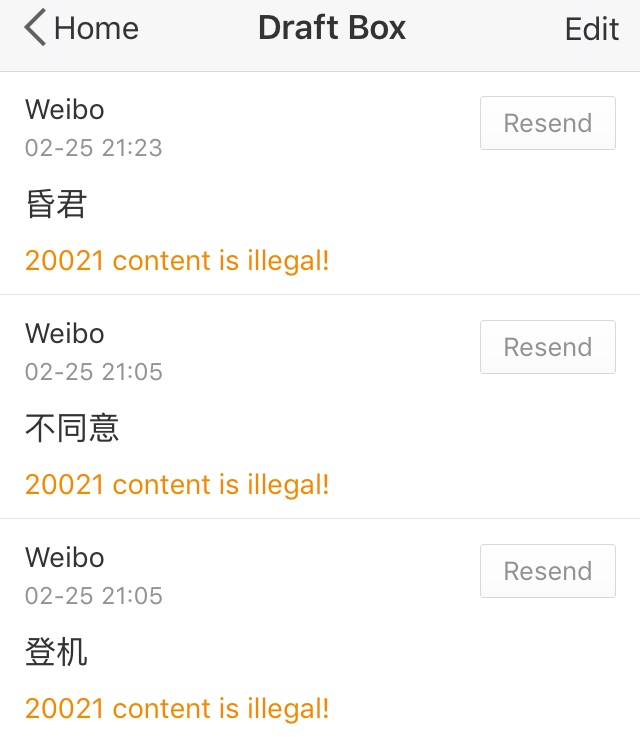 Home Draft Box Edit
Weibo Resend
02-25 21:23
昏君
20021 content is illegal!
Weibo Resend
02-25 21:05
不同意
20021 content is illegal!
Weibo Resend
02-25 21:05
登机
20021 content is illegal!